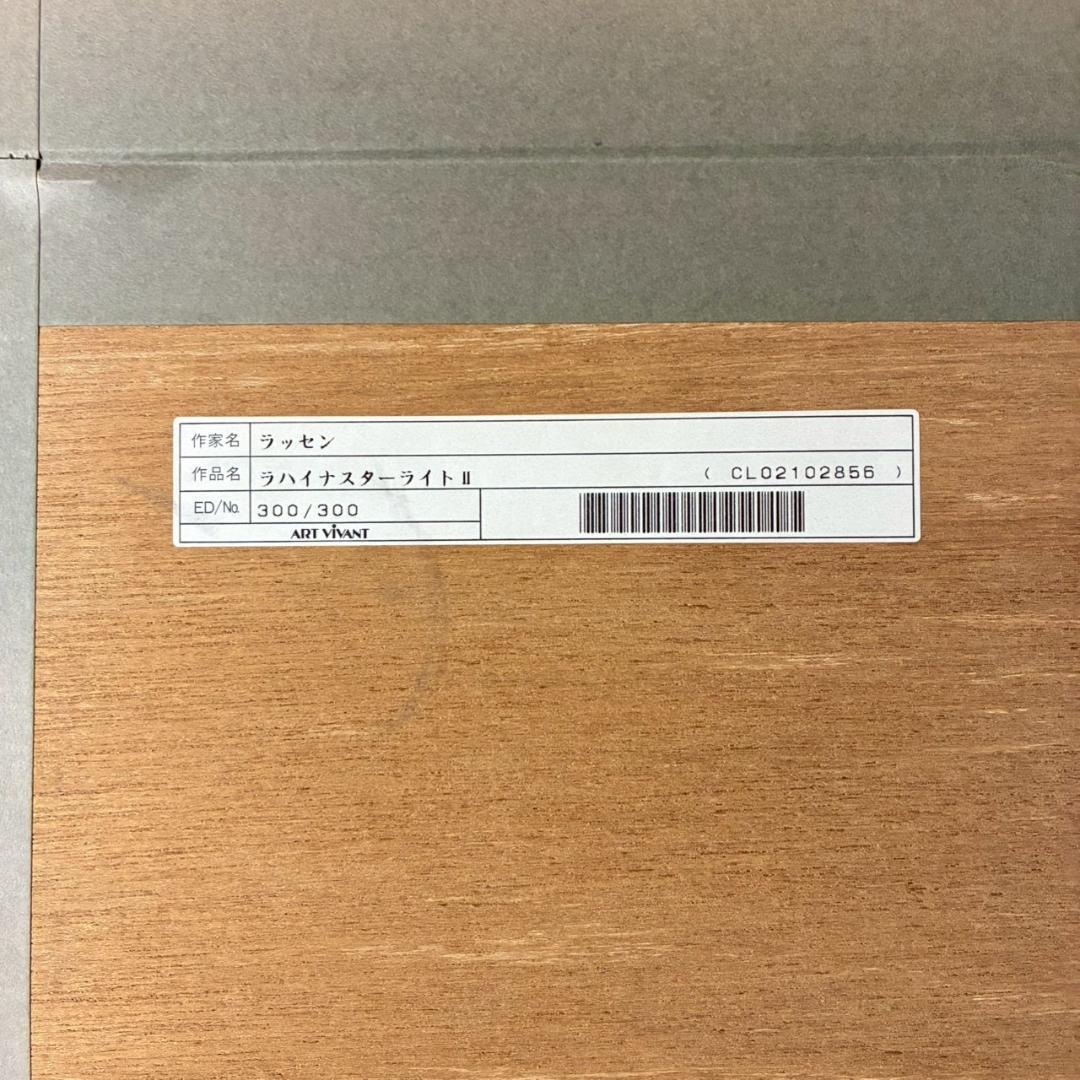 作家名 ラッセン
作品名 ラハイナスターライトⅡ ( CL02102856 )
ED/No. 300/300
ART VIVANT